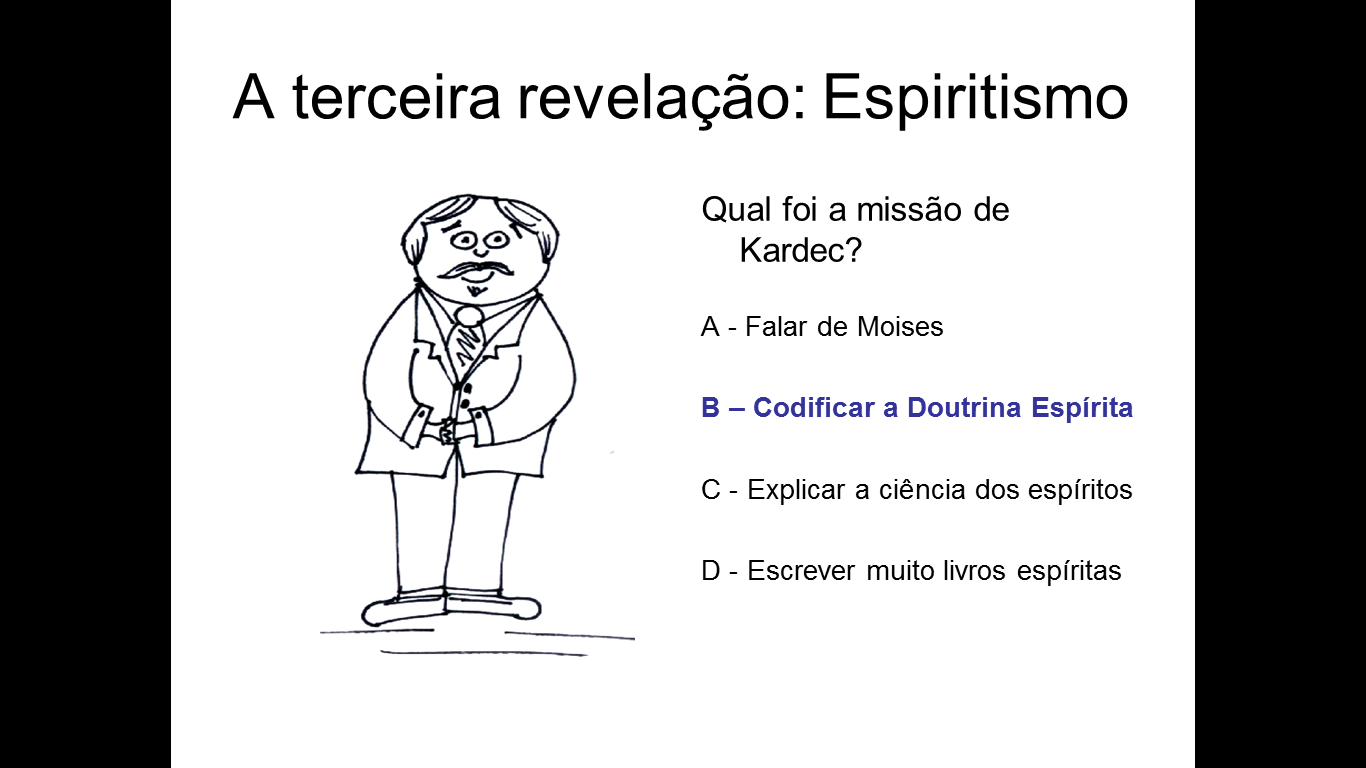 A terceira revelação: Espiritismo
Qual foi a missão de
Kardec?
A - Falar de Moises
B – Codificar a Doutrina Espírita
C - Explicar a ciência dos espíritos
D - Escrever muito livros espíritas